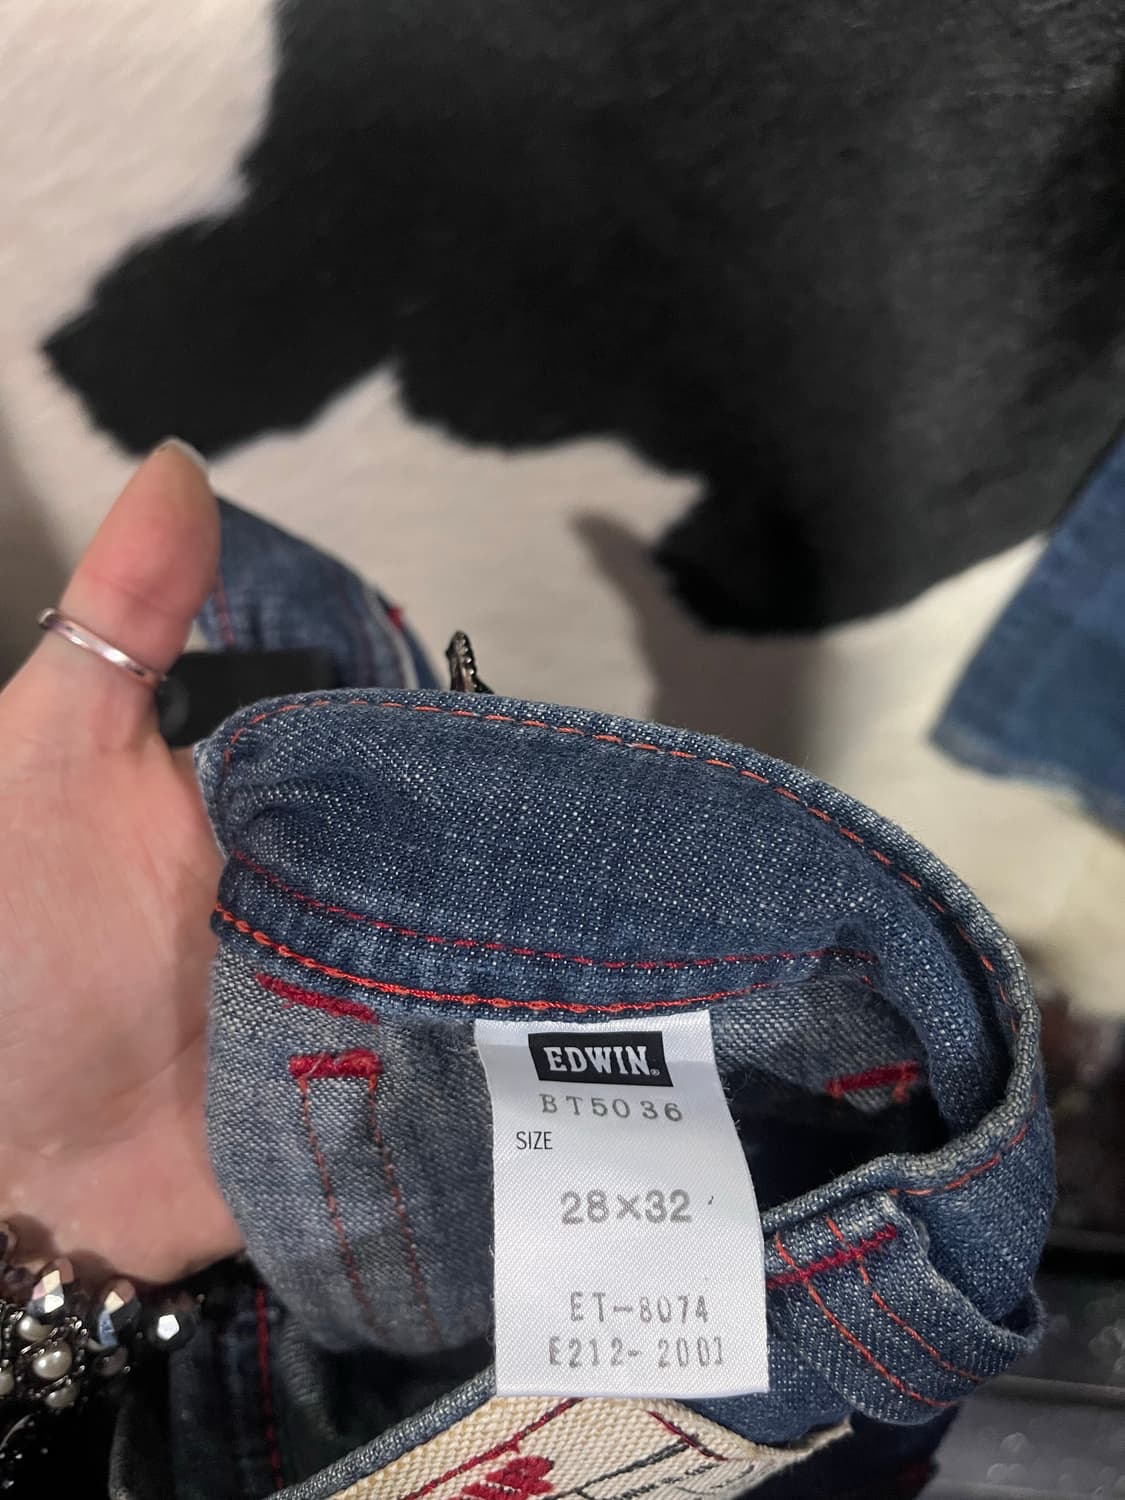 EDWIN®
BT5036
SIZE
28×32
ET-8074
E212-2001